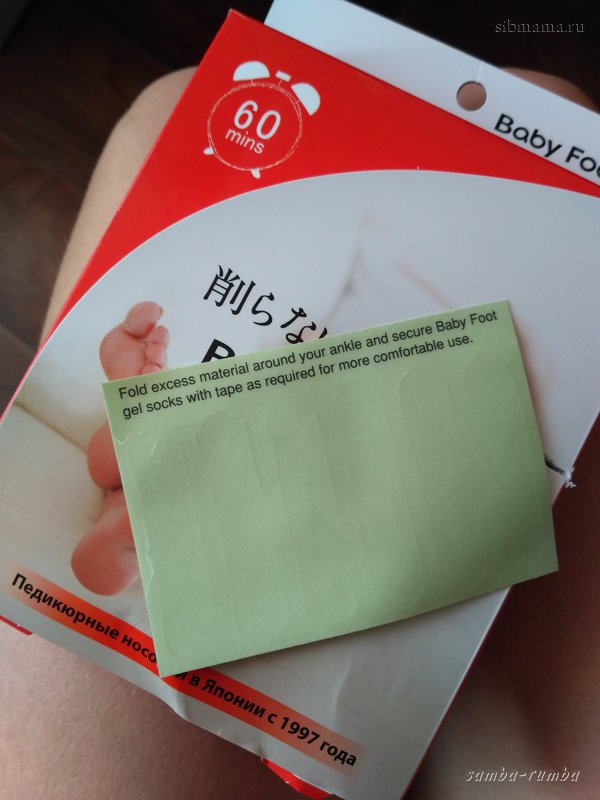 sibmama.ru
Baby Foo
60
mins
削らな
Fold excess material around your ankle and secure Baby Foot
gel socks with tape as required for more comfortable use.
Педикюрные носо
и в Японии с 1997 года
samba-rumba